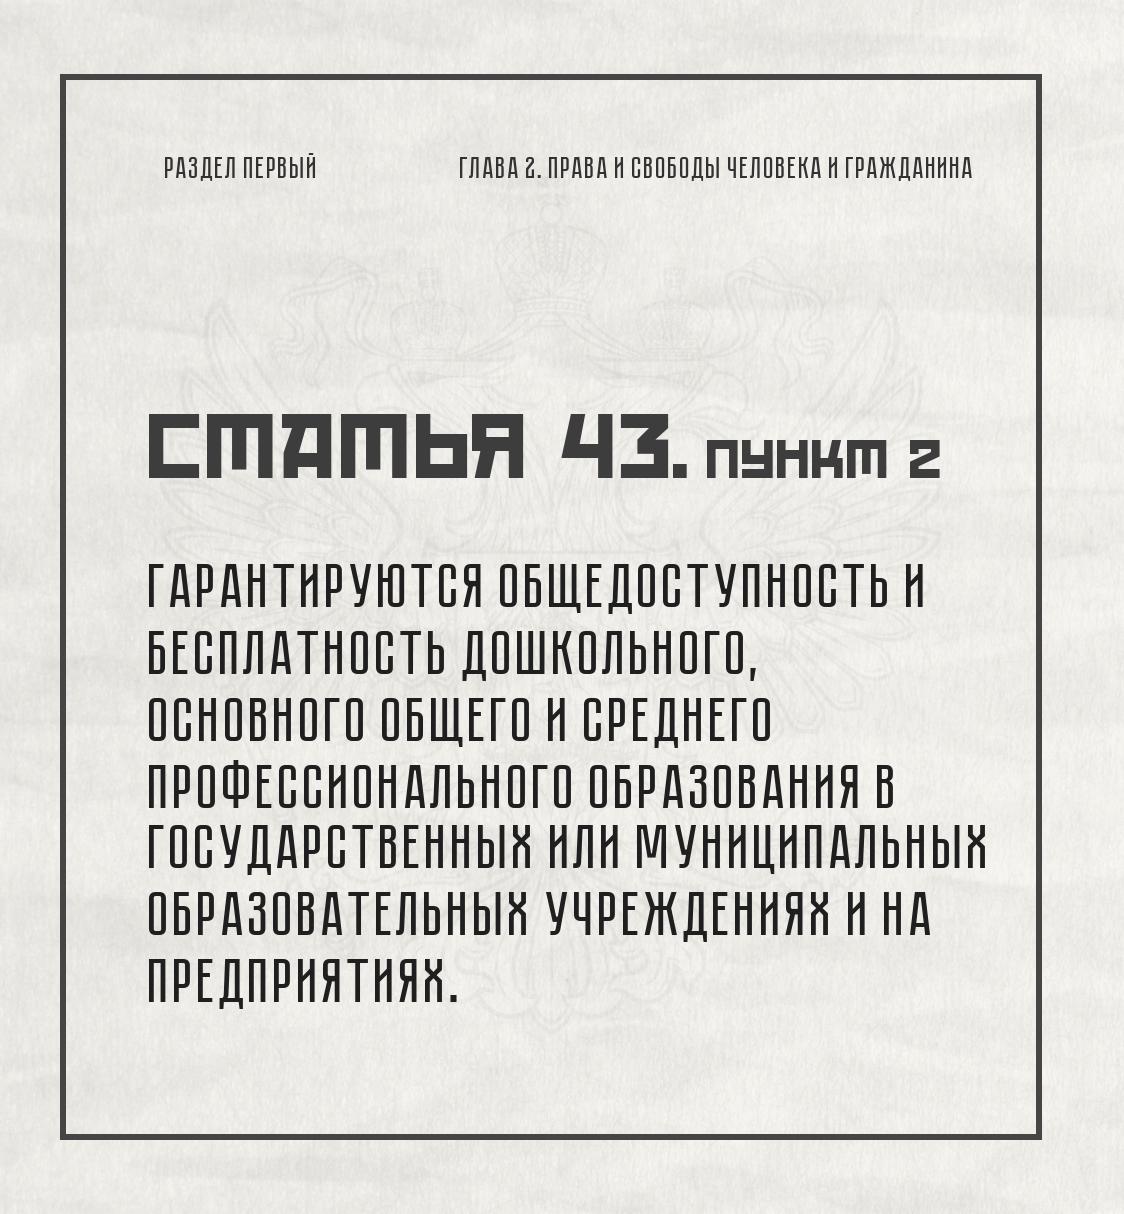 РАЗДЕЛ ПЕРВЫЙ
ГЛАВА 2. ПРАВА И СВОБОДЫ ЧЕЛОВЕКА И ГРАЖДАНИНА
СТАТЬЯ 43. ПУНКТ 2
ГАРАНТИРУЮТСЯ ОБЩЕДОСТУПНОСТЬ И
БЕСПЛАТНОСТЬ ДОШКОЛЬНОГО,
ОСНОВНОГО ОБЩЕГО И СРЕДНЕГО
ПРОФЕССИОНАЛЬНОГО ОБРАЗОВАНИЯ В
ГОСУДАРСТВЕННЫХ ИЛИ МУНИЦИПАЛЬНЫХ
ОБРАЗОВАТЕЛЬНЫХ УЧРЕЖДЕНИЯХ И НА
ПРЕДПРИЯТИЯХ.